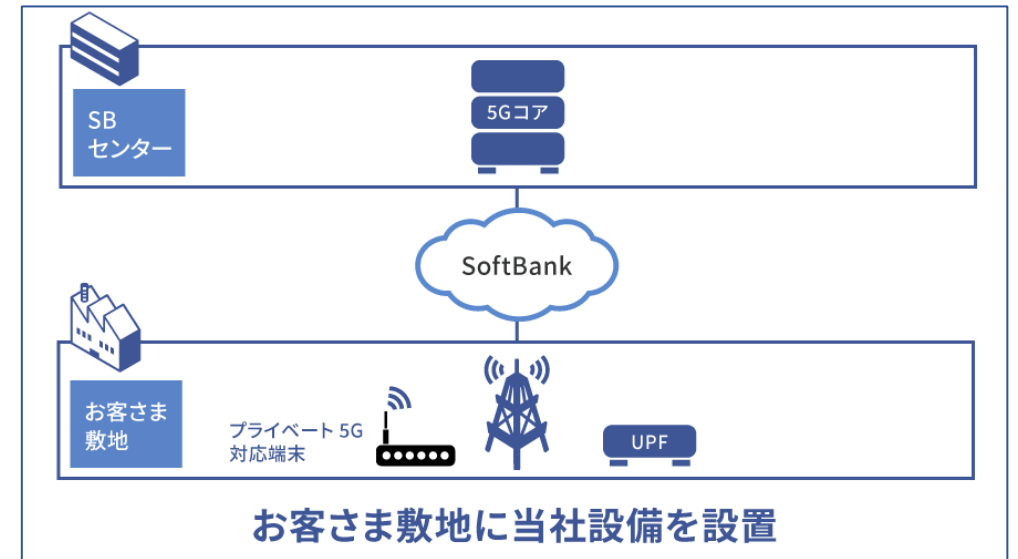 5Gコア
SB
センター
SoftBank
お客さま
敷地
プライベート 5G
対応端末
UPF
お客さま敷地に当社設備を設置